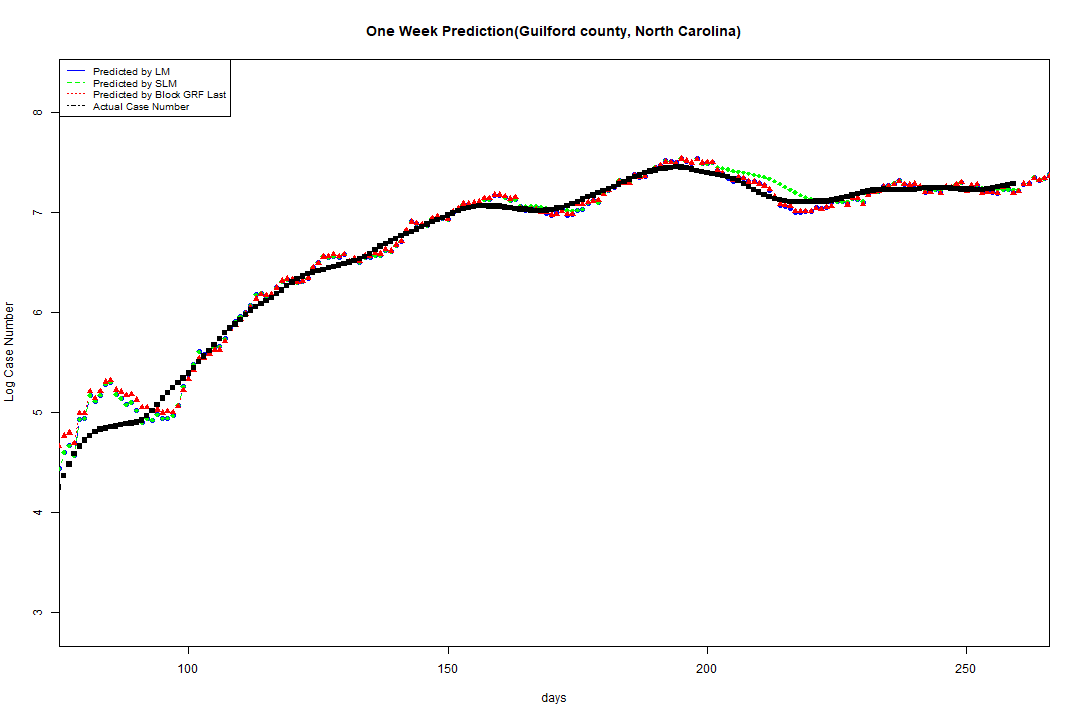 One Week Prediction(Guilford county, North Carolina)
Predicted by LM
Predicted by SLM
Predicted by Block GRF Last
Actual Case Number
8
7
6
5
4
3
Log Case Number
100 150 200 250
days